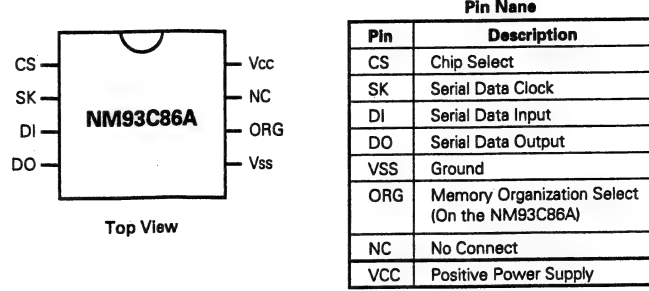 Pin Nane
CS
SK
DI
DO
NM93C86A
Vcc
NC
ORG
Vss
Top View
Pin Description
CS Chip Select
SK Serial Data Clock
DI Serial Data Input
DO Serial Data Output
VSS Ground
ORG Memory Organization Select
(On the NM93C86A)
NC No Connect
VCC Positive Power Supply